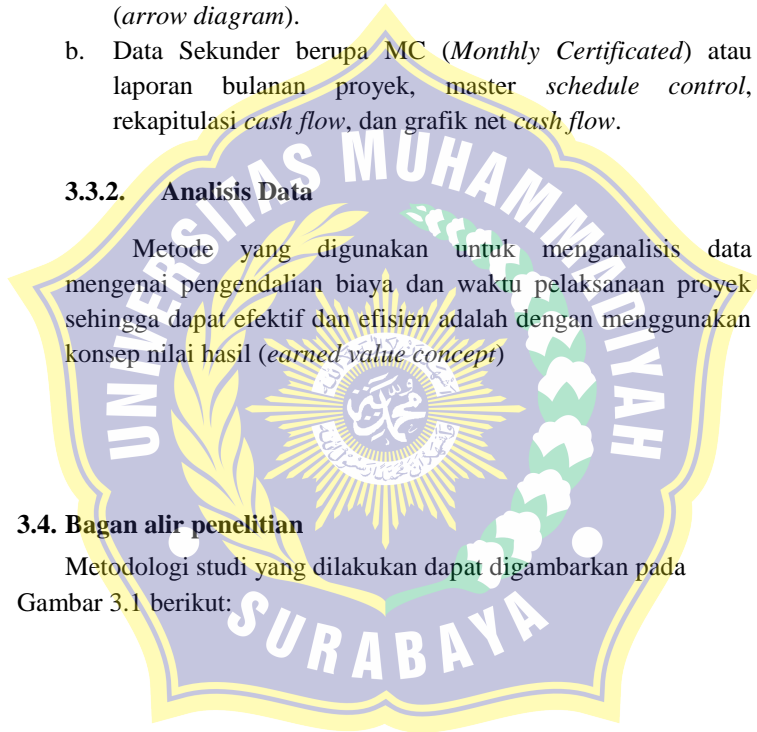 (arrow diagram).
b. Data Sekunder berupa MC (Monthly Certificated) atau
laporan bulanan proyek, master schedule control,
rekapitulasi cash flow, dan grafik net cash flow.
3.3.2. Analisis Data
Metode yang digunakan untuk menganalisis data
mengenai pengendalian biaya dan waktu pelaksanaan proyek
sehingga dapat efektif dan efisien adalah dengan menggunakan
konsep nilai hasil (earned value concept)
3.4. Bagan alir penelitian
Metodologi studi yang dilakukan dapat digambarkan pada
Gambar 3.1 berikut:
UNIVERSITAS MUHAMMADIYAH
SURABAYA